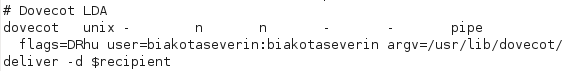 # Dovecot LDA
dovecot   unix -       n       n       -       -       pipe
  flags=DRhu user=biakotaseverin:biakotaseverin argv=/usr/lib/dovecot/
deliver -d $recipient